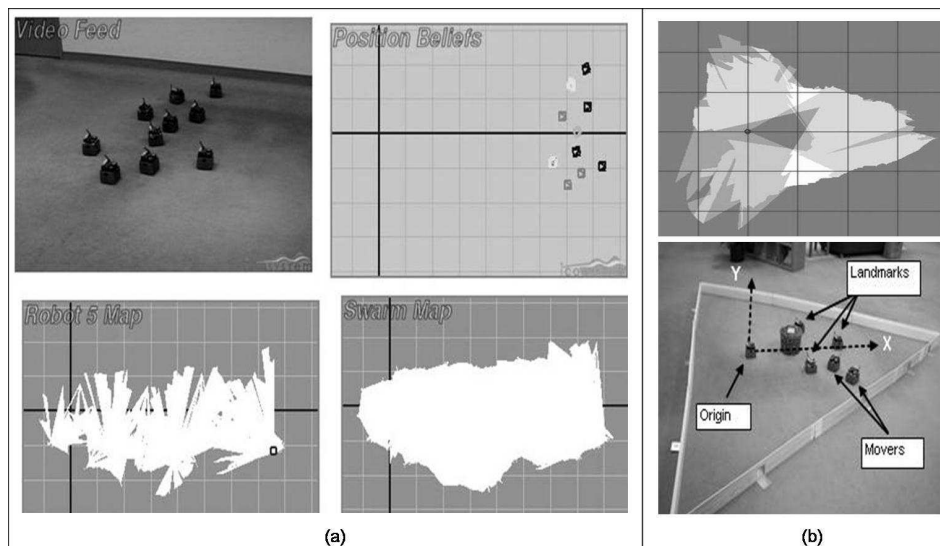 Video Feed
Position Beliefs
Robot 5 Map
Swarm Map
(a)
Y
Landmarks
X
Origin
Movers
(b)